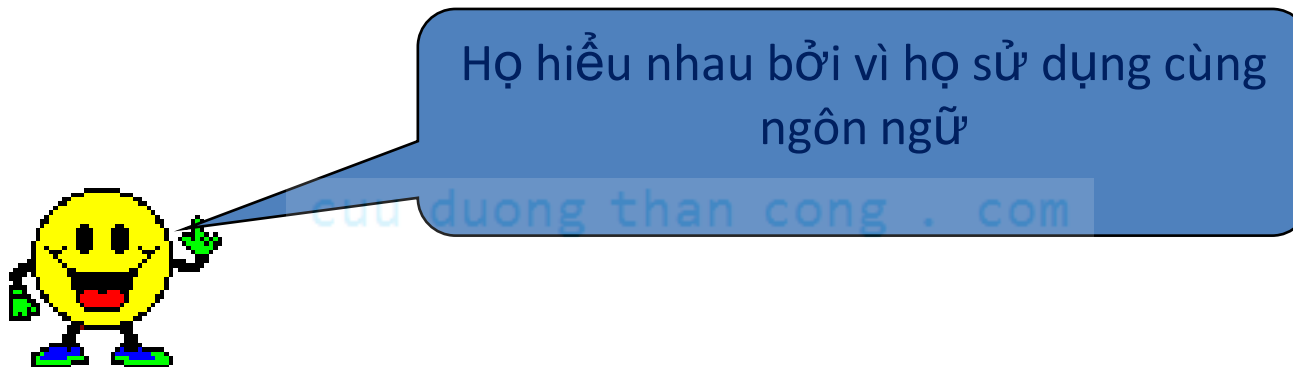 Họ hiểu nhau bởi vì họ sử dụng cùng
ngôn ngữ
cuu duong than cong . com